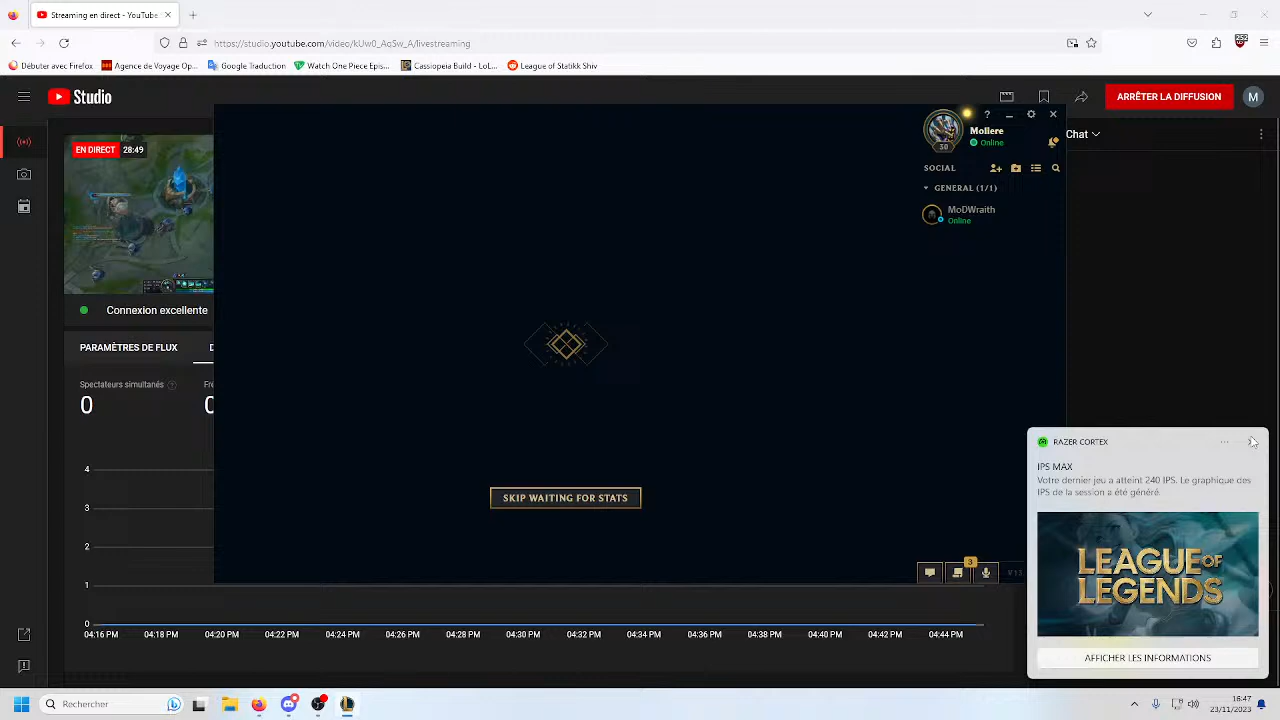 Streaming en direct - YouTube
https://studio.youtube.com/video/kUw0_AqSw_A/livestreaming
Débuter avec Firefox
Agence de Voyage Op...
Google Traduction
Watch One Piece Epis...
Cassiopeia Build - LoL...
League of Statikk Shiv
Studio
ARRÊTER LA DIFFUSION
M
EN DIRECT 28:49
Moliere
Online
30
Chat
SOCIAL
GENERAL (1/1)
MoDWraith
Online
Connexion excellente
PARAMÈTRES DE FLUX
D
Spectateurs simultanés
Fré
0
0
SKIP WAITING FOR STATS
RAZER CORTEX
IPS MAX
Votre dernier jeu a atteint 240 IPS. Le graphique des
IPS de la session a été généré.
LEAGUE OF
LEGENDS
AFFICHER LES INFORMATIONS
3
V13
4
3
2
1
0
04:16 PM 04:18 PM 04:20 PM 04:22 PM 04:24 PM 04:26 PM 04:28 PM 04:30 PM 04:32 PM 04:34 PM 04:36 PM 04:38 PM 04:40 PM 04:42 PM 04:44 PM
Rechercher
16:47
23/11/2023